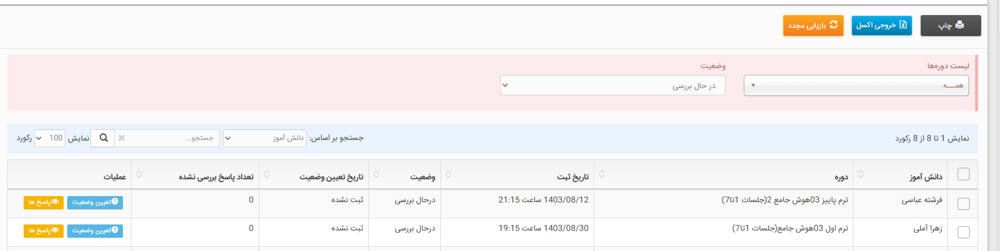 چاپ
خروجی اکسل
بازیابی مجدد
لیست دوره‌ها
وضعیت
همـــه
در حال بررسی
نمایش 1 تا 8 از 8 رکورد
جستجو بر اساس: دانش آموز جستجو... نمایش 100 رکورد
دانش آموز دوره تاریخ ثبت وضعیت تاریخ تعیین وضعیت تعداد پاسخ بررسی نشده عملیات
فرشته عباسی ترم پاییز 03هوش جامع 2(جلسات 1تا7) 1403/08/12 ساعت 21:15 درحال بررسی ثبت نشده 0 تعیین وضعیت پاسخ ها
زهرا آملی ترم اول 03هوش جامع(جلسات 1تا7) 1403/08/30 ساعت 19:15 درحال بررسی ثبت نشده 0 تعیین وضعیت پاسخ ها